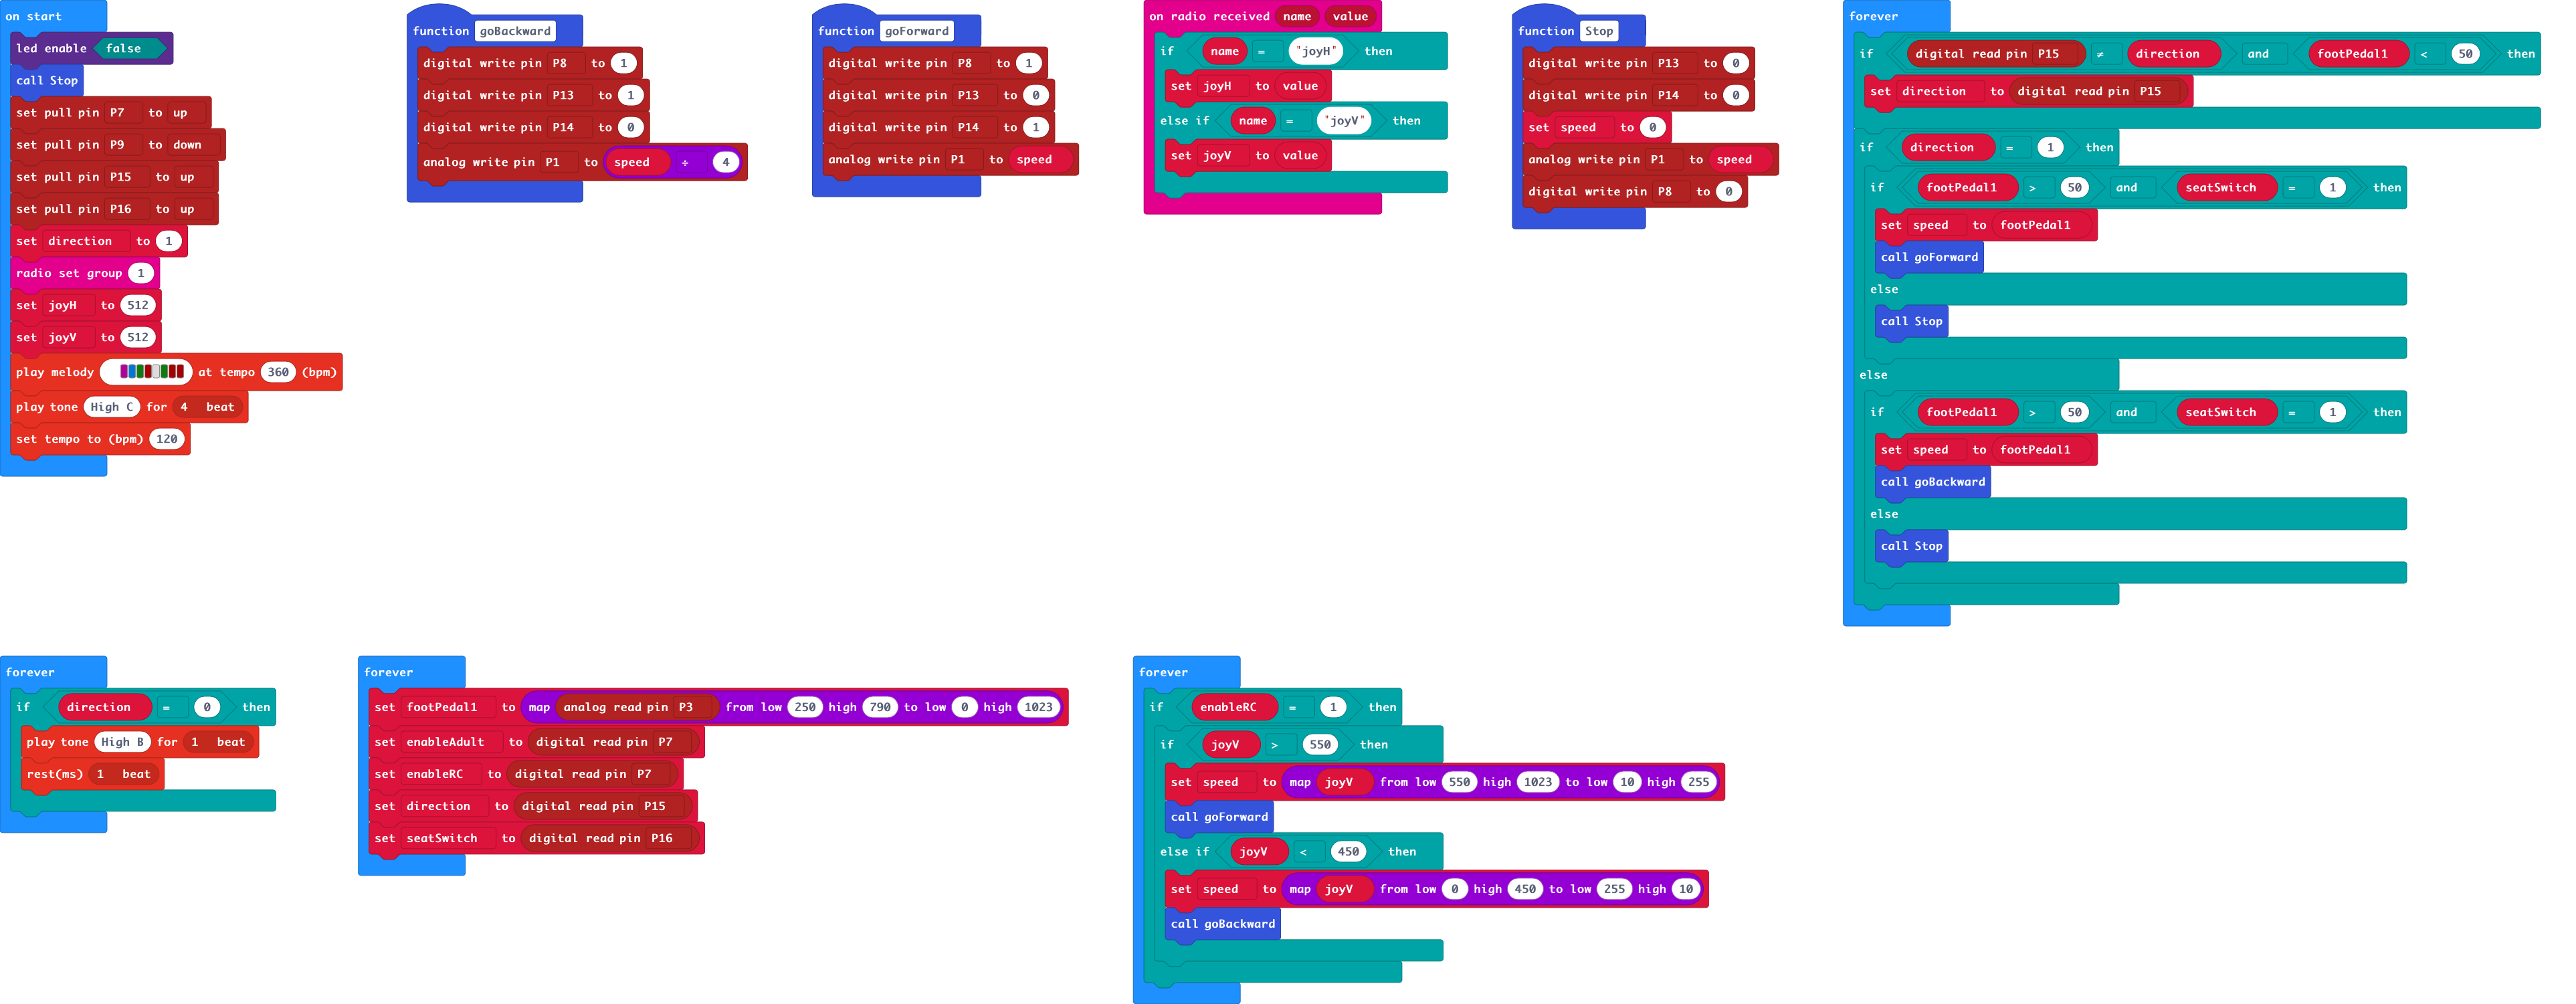 on start
led enable false
call Stop
set pull pin P7 to up
set pull pin P9 to down
set pull pin P15 to up
set pull pin P16 to up
set direction to 1
radio set group 1
set joyH to 512
set joyV to 512
play melody at tempo 360 (bpm)
play tone High C for 4 beat
set tempo to (bpm) 120
function goBackward
digital write pin P8 to 1
digital write pin P13 to 1
digital write pin P14 to 0
analog write pin P1 to speed ÷ 4
function goForward
digital write pin P8 to 1
digital write pin P13 to 0
digital write pin P14 to 1
analog write pin P1 to speed
on radio received name value
if name = "joyH" then
set joyH to value
else if name = "joyV" then
set joyV to value
function Stop
digital write pin P13 to 0
digital write pin P14 to 0
set speed to 0
analog write pin P1 to speed
digital write pin P8 to 0
forever
if digital read pin P15 ≠ direction and footPedal1 < 50 then
set direction to digital read pin P15
if direction = 1 then
if footPedal1 > 50 and seatSwitch = 1 then
set speed to footPedal1
call goForward
else
call Stop
else
if footPedal1 > 50 and seatSwitch = 1 then
set speed to footPedal1
call goBackward
else
call Stop
forever
if direction = 0 then
play tone High B for 1 beat
rest(ms) 1 beat
forever
set footPedal1 to map analog read pin P3 from low 250 high 790 to low 0 high 1023
set enableAdult to digital read pin P7
set enableRC to digital read pin P7
set direction to digital read pin P15
set seatSwitch to digital read pin P16
forever
if enableRC = 1 then
if joyV > 550 then
set speed to map joyV from low 550 high 1023 to low 10 high 255
call goForward
else if joyV < 450 then
set speed to map joyV from low 0 high 450 to low 255 high 10
call goBackward